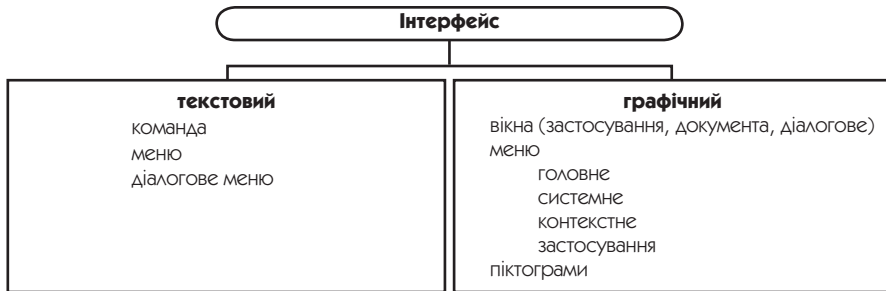 Інтерфейс
текстовий
команда
меню
діалогове меню
графічний
вікна (застосування, документа, діалогове)
меню
головне
системне
контекстне
застосування
піктограми